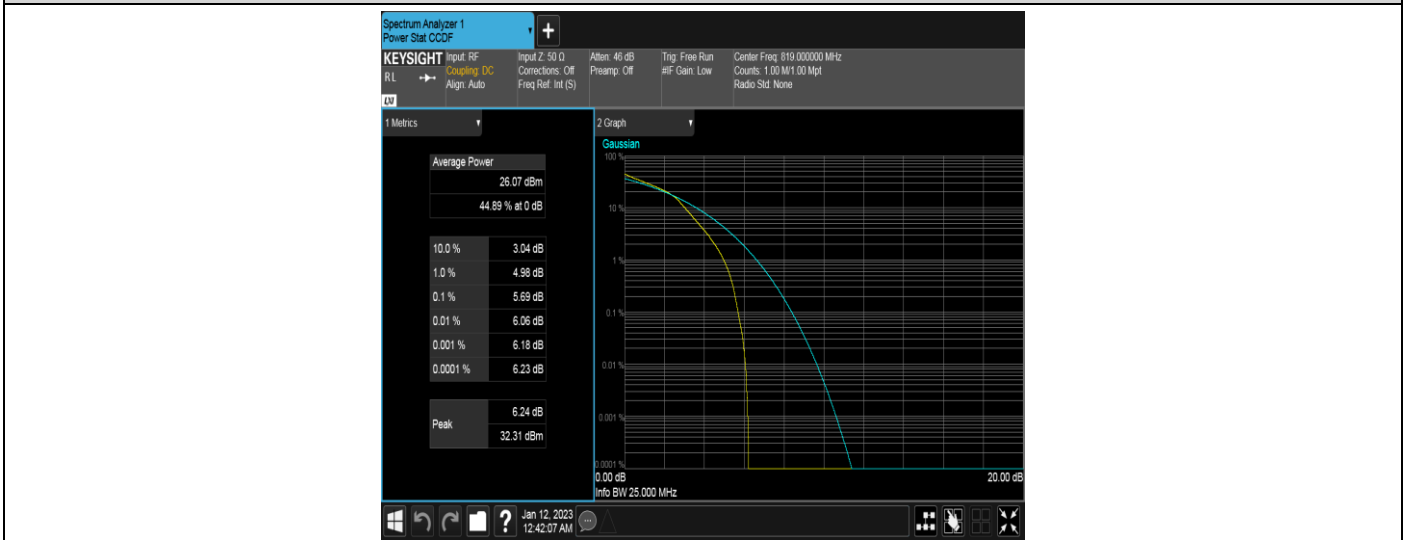 Spectrum Analyzer 1
Power Stat CCDF
+
KEYSIGHT
RL
LXI
Input: RF
Coupling: DC
Align: Auto
Input Z: 50 Ω
Corrections: Off
Freq Ref: Int (S)
Atten: 46 dB
Preamp: Off
Trig: Free Run
#IF Gain: Low
Center Freq: 819.000000 MHz
Counts: 1.00 M/1.00 Mpt
Radio Std: None
1 Metrics
Average Power
26.07 dBm
44.89 % at 0 dB
10.0 % 3.04 dB
1.0 % 4.98 dB
0.1 % 5.69 dB
0.01 % 6.06 dB
0.001 % 6.18 dB
0.0001 % 6.23 dB
Peak
6.24 dB
32.31 dBm
2 Graph
Gaussian
100 %
10 %
1 %
0.1 %
0.01 %
0.001 %
0.0001 %
0.00 dB 20.00 dB
Info BW 25.000 MHz
?
Jan 12, 2023
12:42:07 AM